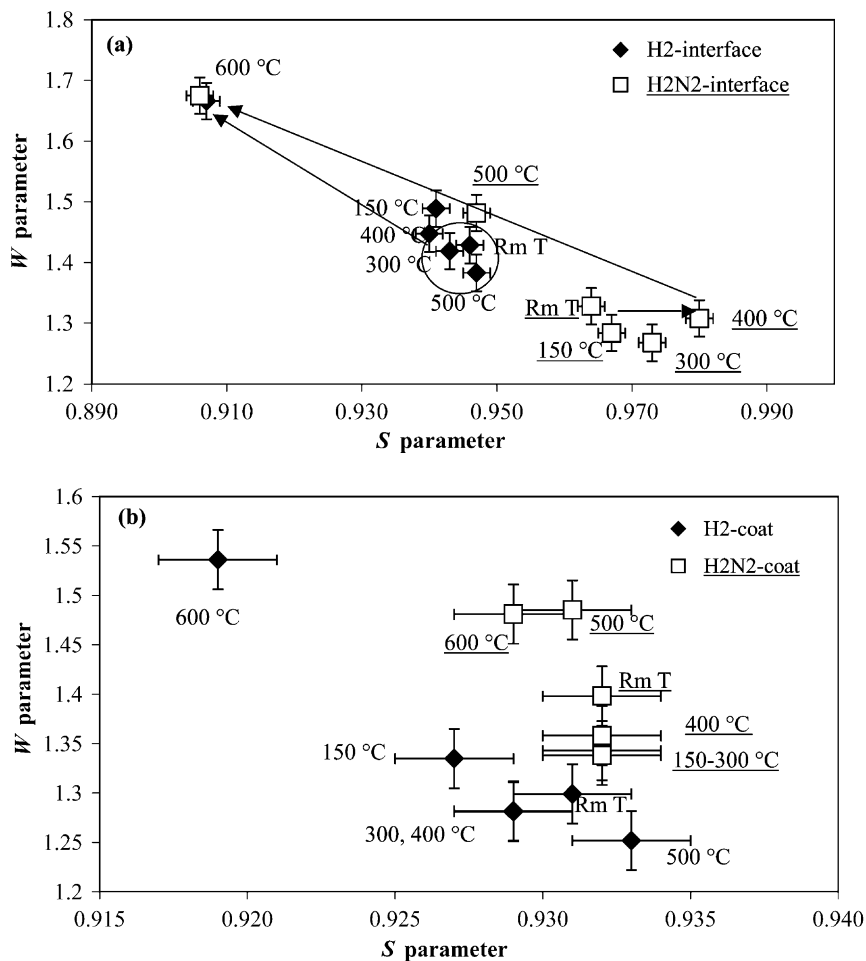 1.8
(a)
600 °C
H2-interface
1.7
H2N2-interface
1.6
500 °C
1.5
150 °C
400 °C
Rm T
W parameter
1.4
300 °C
500 °C
Rm T
400 °C
1.3
150 °C
300 °C
1.2
0.890
0.910
0.930
0.950
0.970
0.990
S parameter
1.6
(b)
H2-coat
1.55
H2N2-coat
600 °C
1.5
500 °C
600 °C
1.45
Rm T
W parameter
1.4
400 °C
1.35
150 °C
150-300 °C
1.3
Rm T
300, 400 °C
500 °C
1.25
1.2
0.915
0.920
0.925
0.930
0.935
0.940
S parameter